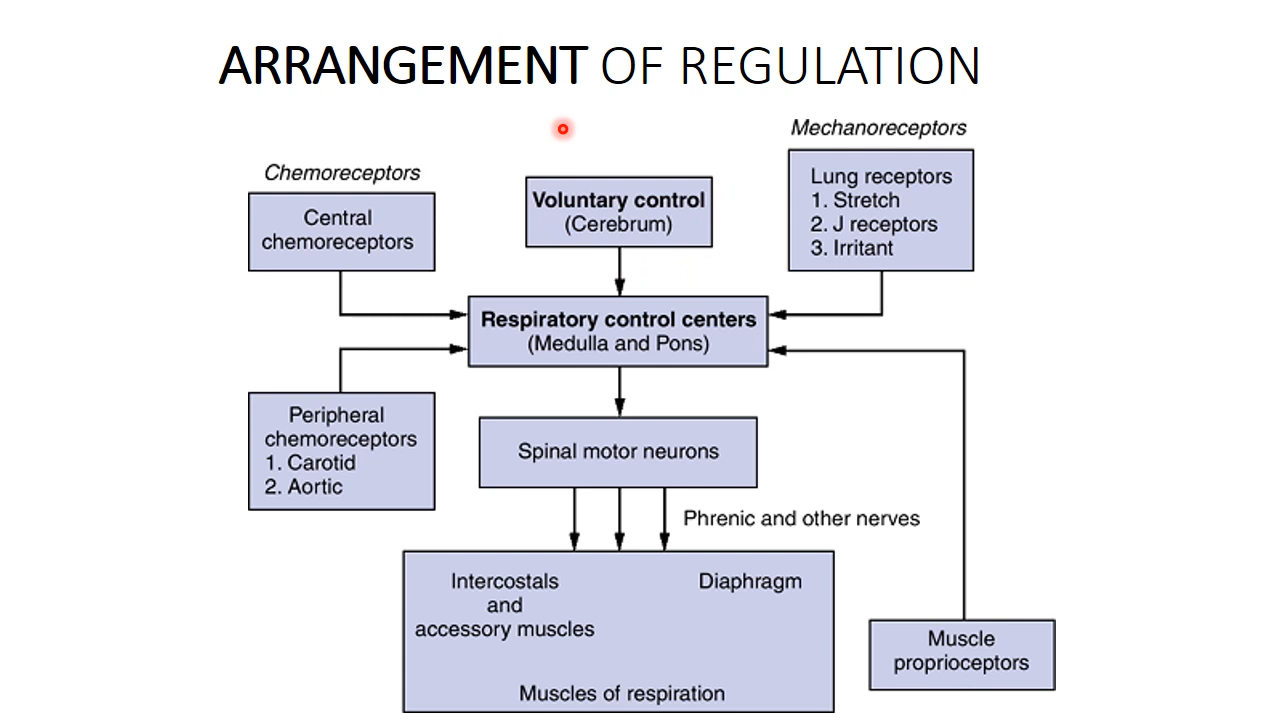 ARRANGEMENT OF REGULATION
Chemoreceptors
Central
chemoreceptors
Voluntary control
(Cerebrum)
Mechanoreceptors
Lung receptors
1. Stretch
2. J receptors
3. Irritant
Respiratory control centers
(Medulla and Pons)
Peripheral
chemoreceptors
1. Carotid
2. Aortic
Spinal motor neurons
Phrenic and other nerves
Intercostals
and
accessory muscles
Diaphragm
Muscles of respiration
Muscle
proprioceptors